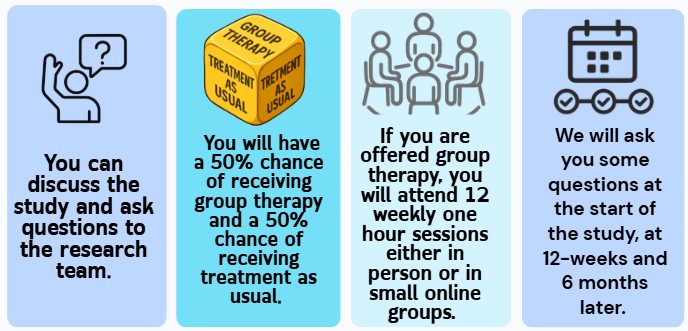 ?
You can
discuss the
study and ask
questions to
the research
team.
GROUP
THERAPY
TREATMENT
AS
USUAL
TRETMENT
AS
USUAL
You will have
a 50% chance
of receiving
group therapy
and a 50%
chance of
receiving
treatment as
usual.
If you are
offered group
therapy, you
will attend 12
weekly one
hour sessions
either in
person or in
small online
groups.
We will ask
you some
questions at
the start of
the study, at
12-weeks and
6 months
later.